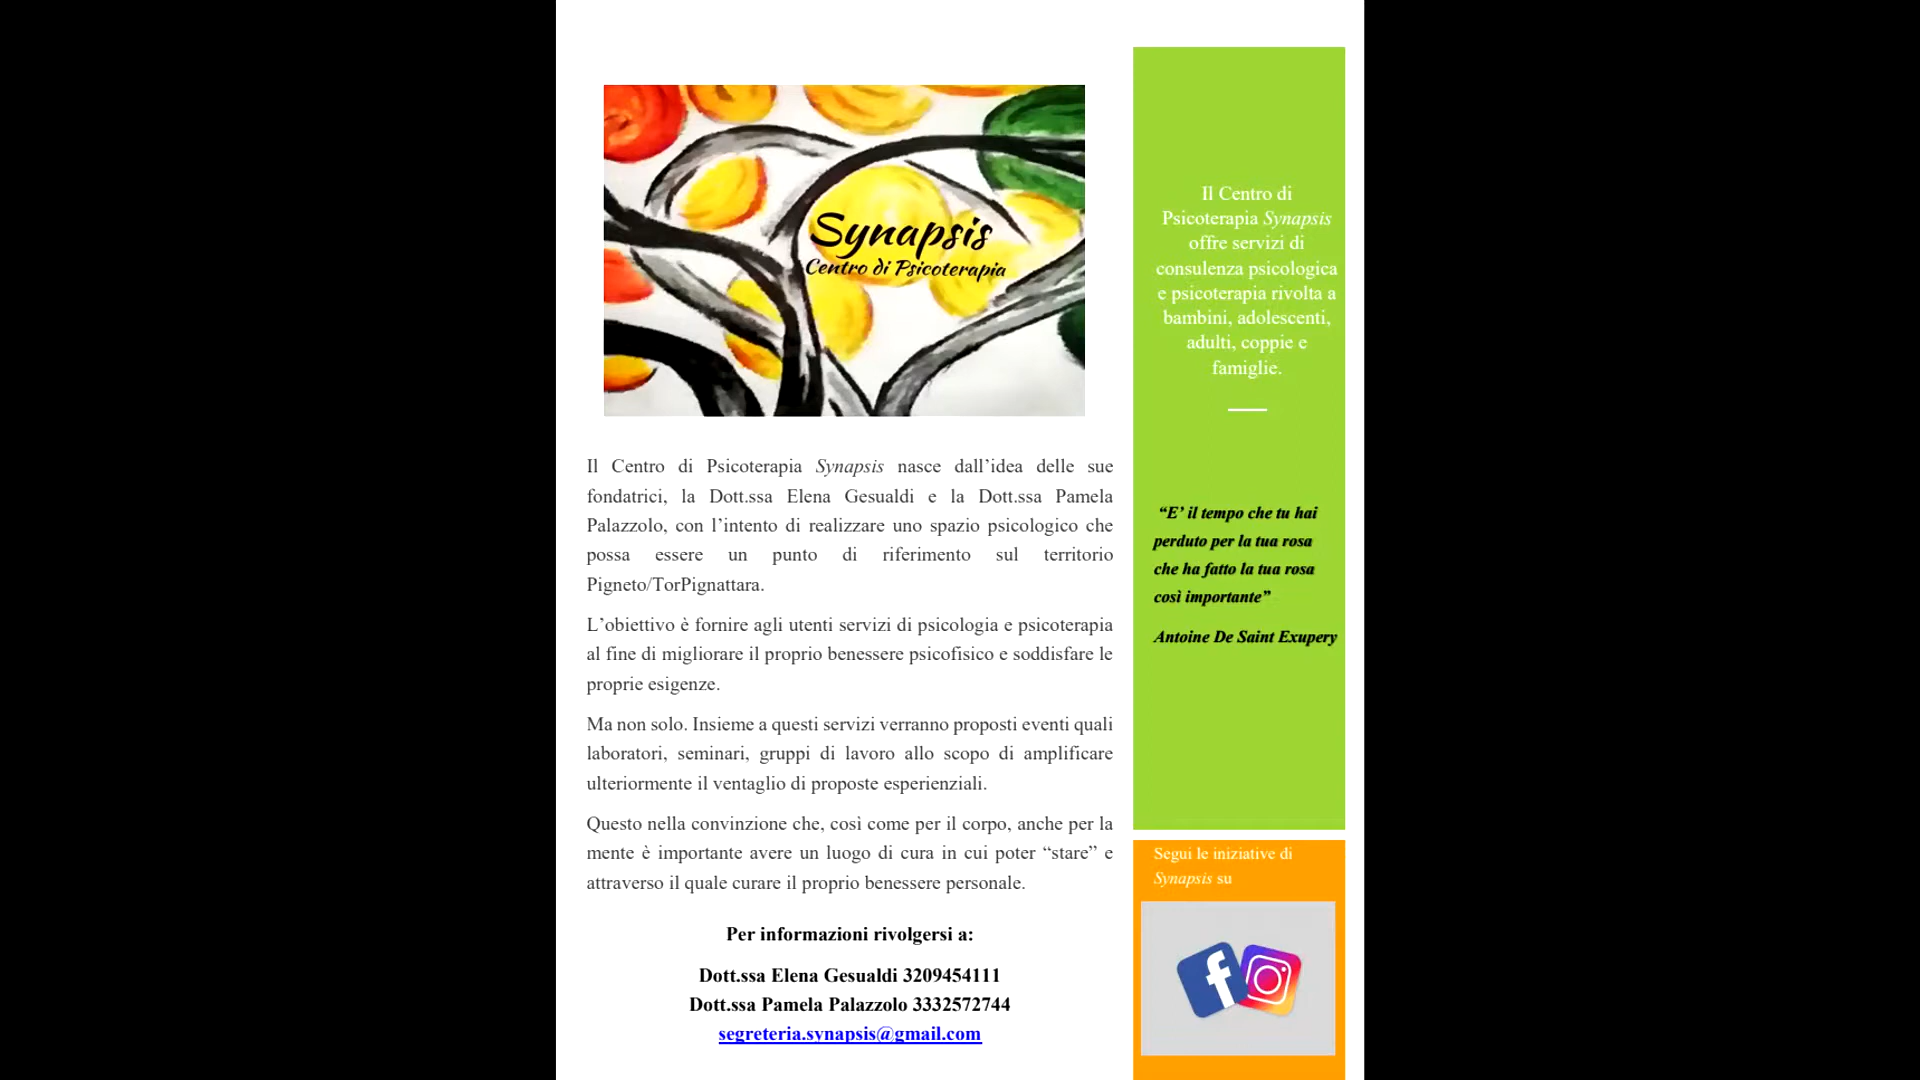 Synapsis
Centro di Psicoterapia
Il Centro di Psicoterapia Synapsis nasce dall’idea delle sue
fondatrici, la Dott.ssa Elena Gesualdi e la Dott.ssa Pamela
Palazzolo, con l’intento di realizzare uno spazio psicologico che
possa essere un punto di riferimento sul territorio
Pigneto/TorPignattara.
L’obiettivo è fornire agli utenti servizi di psicologia e psicoterapia
al fine di migliorare il proprio benessere psicofisico e soddisfare le
proprie esigenze.
Ma non solo. Insieme a questi servizi verranno proposti eventi quali
laboratori, seminari, gruppi di lavoro allo scopo di amplificare
ulteriormente il ventaglio di proposte esperienziali.
Questo nella convinzione che, così come per il corpo, anche per la
mente è importante avere un luogo di cura in cui poter “stare” e
attraverso il quale curare il proprio benessere personale.
Per informazioni rivolgersi a:
Dott.ssa Elena Gesualdi 3209454111
Dott.ssa Pamela Palazzolo 3332572744
segreteria.synapsis@gmail.com
Il Centro di
Psicoterapia Synapsis
offre servizi di
consulenza psicologica
e psicoterapia rivolta a
bambini, adolescenti,
adulti, coppie e
famiglie.
“E’ il tempo che tu hai
perduto per la tua rosa
che ha fatto la tua rosa
così importante”
Antoine De Saint Exupery
Segui le iniziative di
Synapsis su